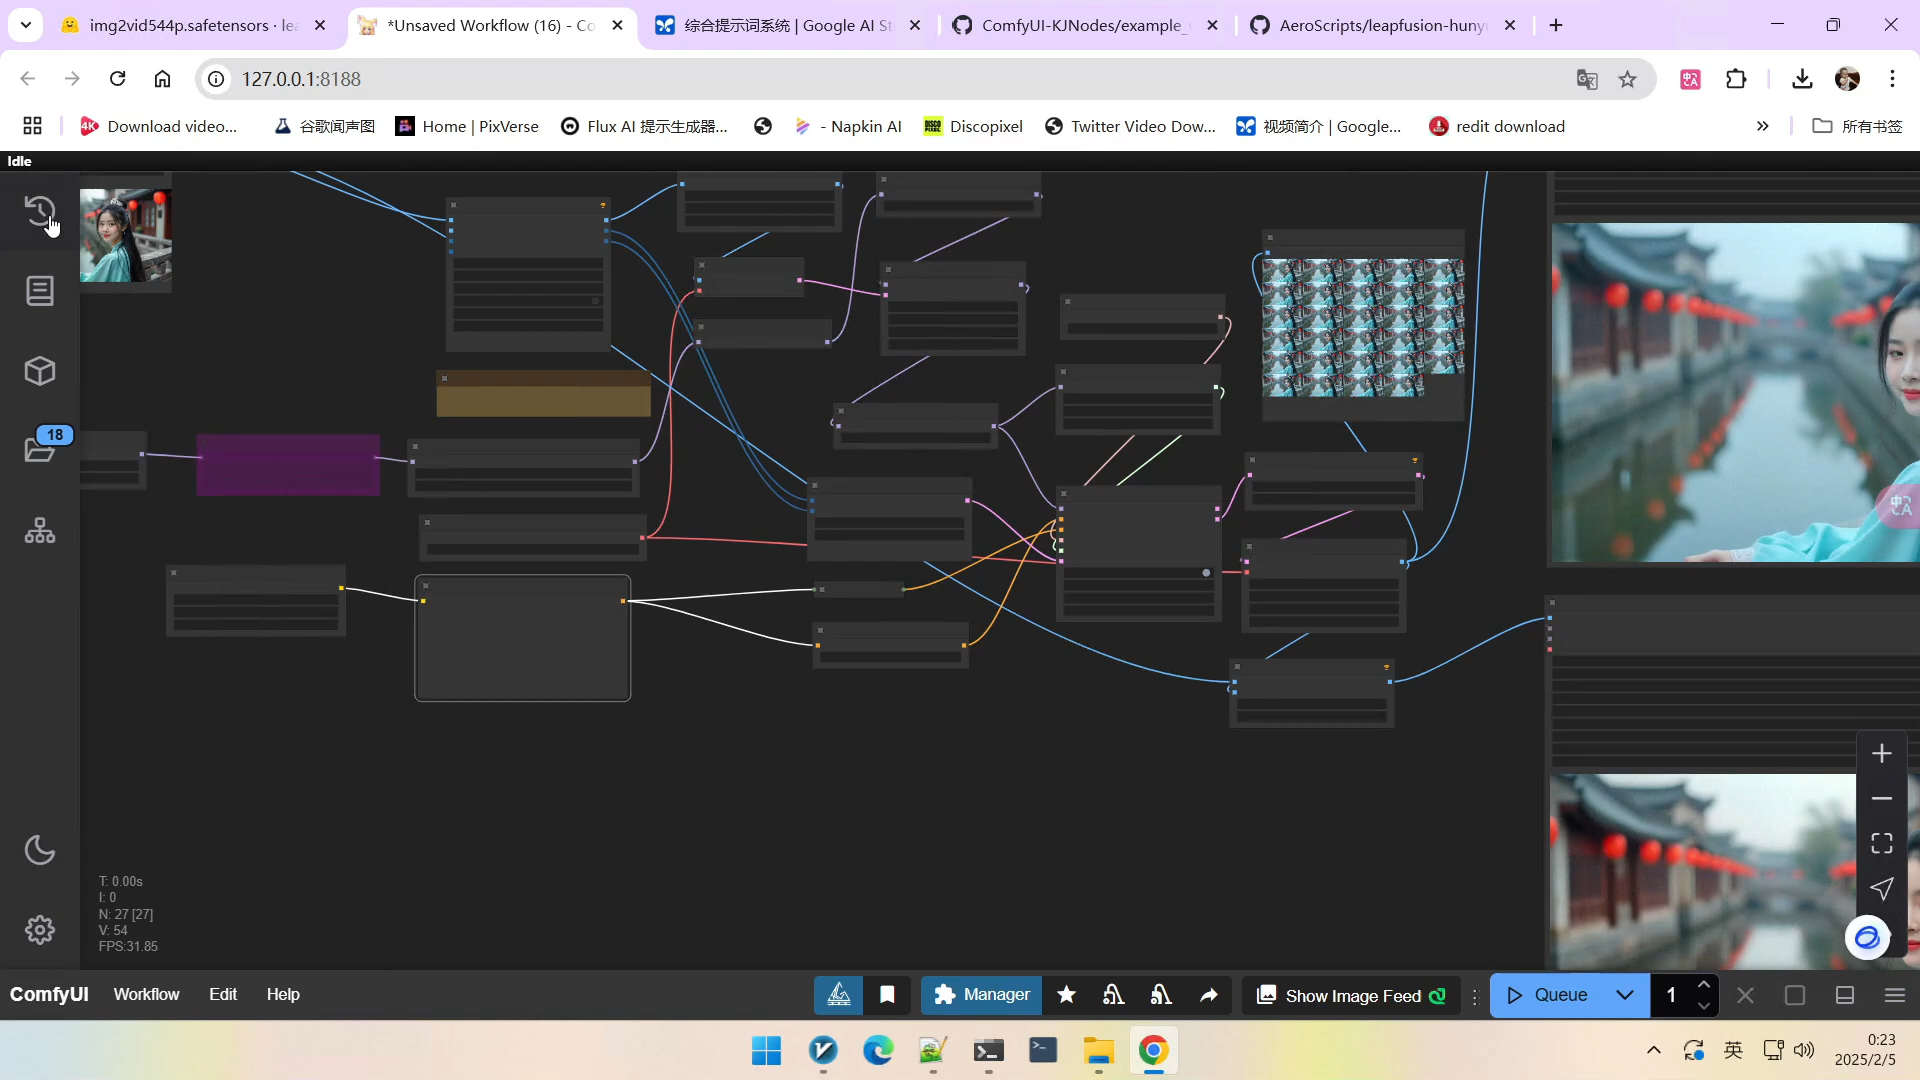 img2vid544p.safetensors · le
*Unsaved Workflow (16) - Co
综合提示词系统 | Google AI St
ComfyUI-KJNodes/example_
AeroScripts/leapfusion-huny
127.0.0.1:8188
Download video...
谷歌闻声图
Home | PixVerse
Flux AI 提示生成器...
- Napkin AI
Discopixel
Twitter Video Dow...
视频简介 | Google...
redit download
所有书签
Idle
18
T: 0.00s
I: 0
N: 27 [27]
V: 54
FPS:31.85
ComfyUI
Workflow
Edit
Help
Manager
Show Image Feed
Queue
1
英
0:23
2025/2/5